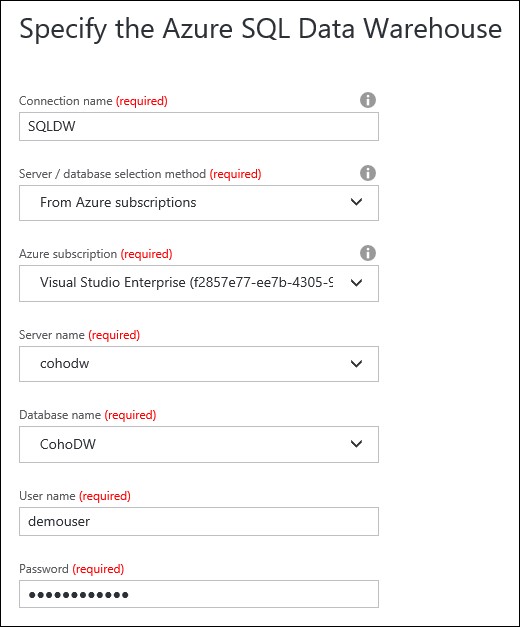 Specify the Azure SQL Data Warehouse
Connection name (required)
SQLDW
Server / database selection method (required)
From Azure subscriptions
Azure subscription (required)
Visual Studio Enterprise (f2857e77-ee7b-4305-9
Server name (required)
cohodw
Database name (required)
CohoDW
User name (required)
demouser
Password (required)
••••••••••••